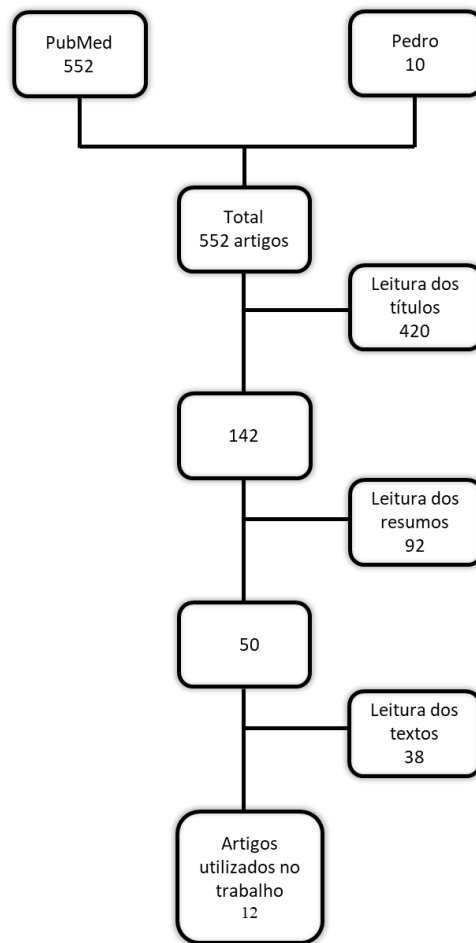 PubMed
552
Pedro
10
Total
552 artigos
Leitura dos
títulos
420
142
Leitura dos
resumos
92
50
Leitura dos
textos
38
Artigos
utilizados no
trabalho
12